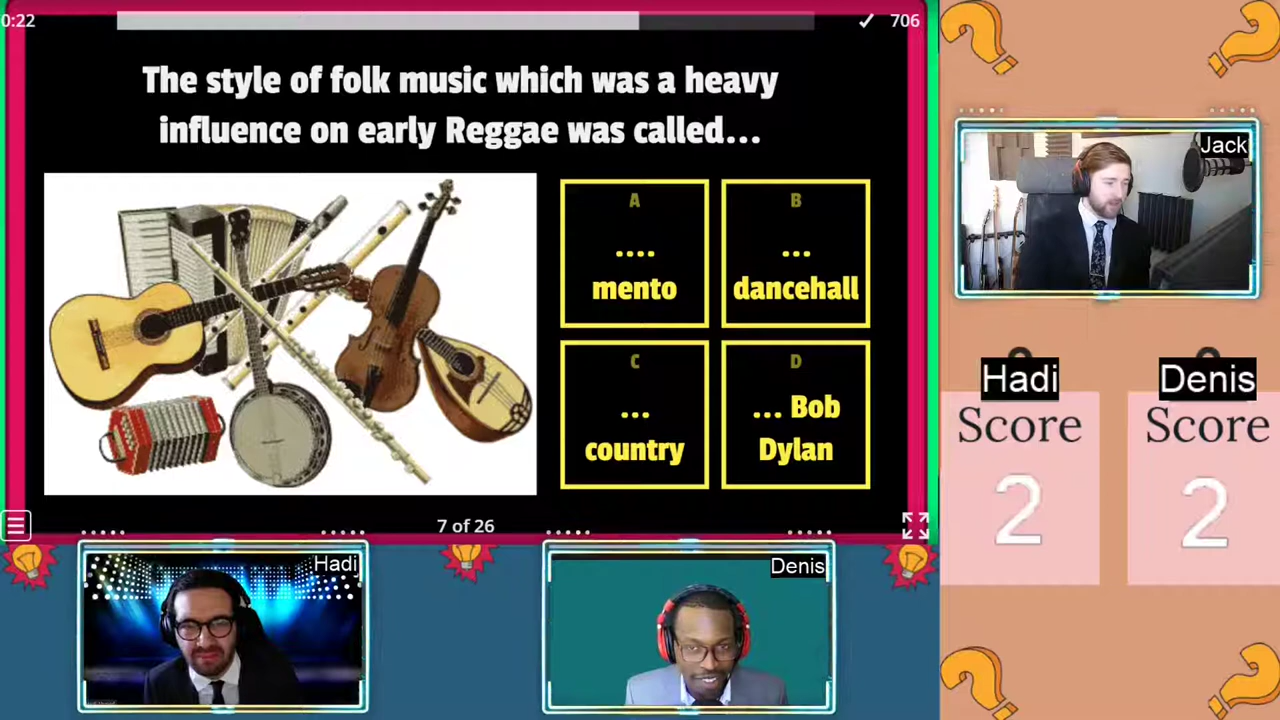 0:22
706
The style of folk music which was a heavy
influence on early Reggae was called...
A
....
mento
B
...
dancehall
C
...
country
D
... Bob
Dylan
7 of 26
Jack
Hadi
Score
2
Denis
Score
2
Hadi
Denis